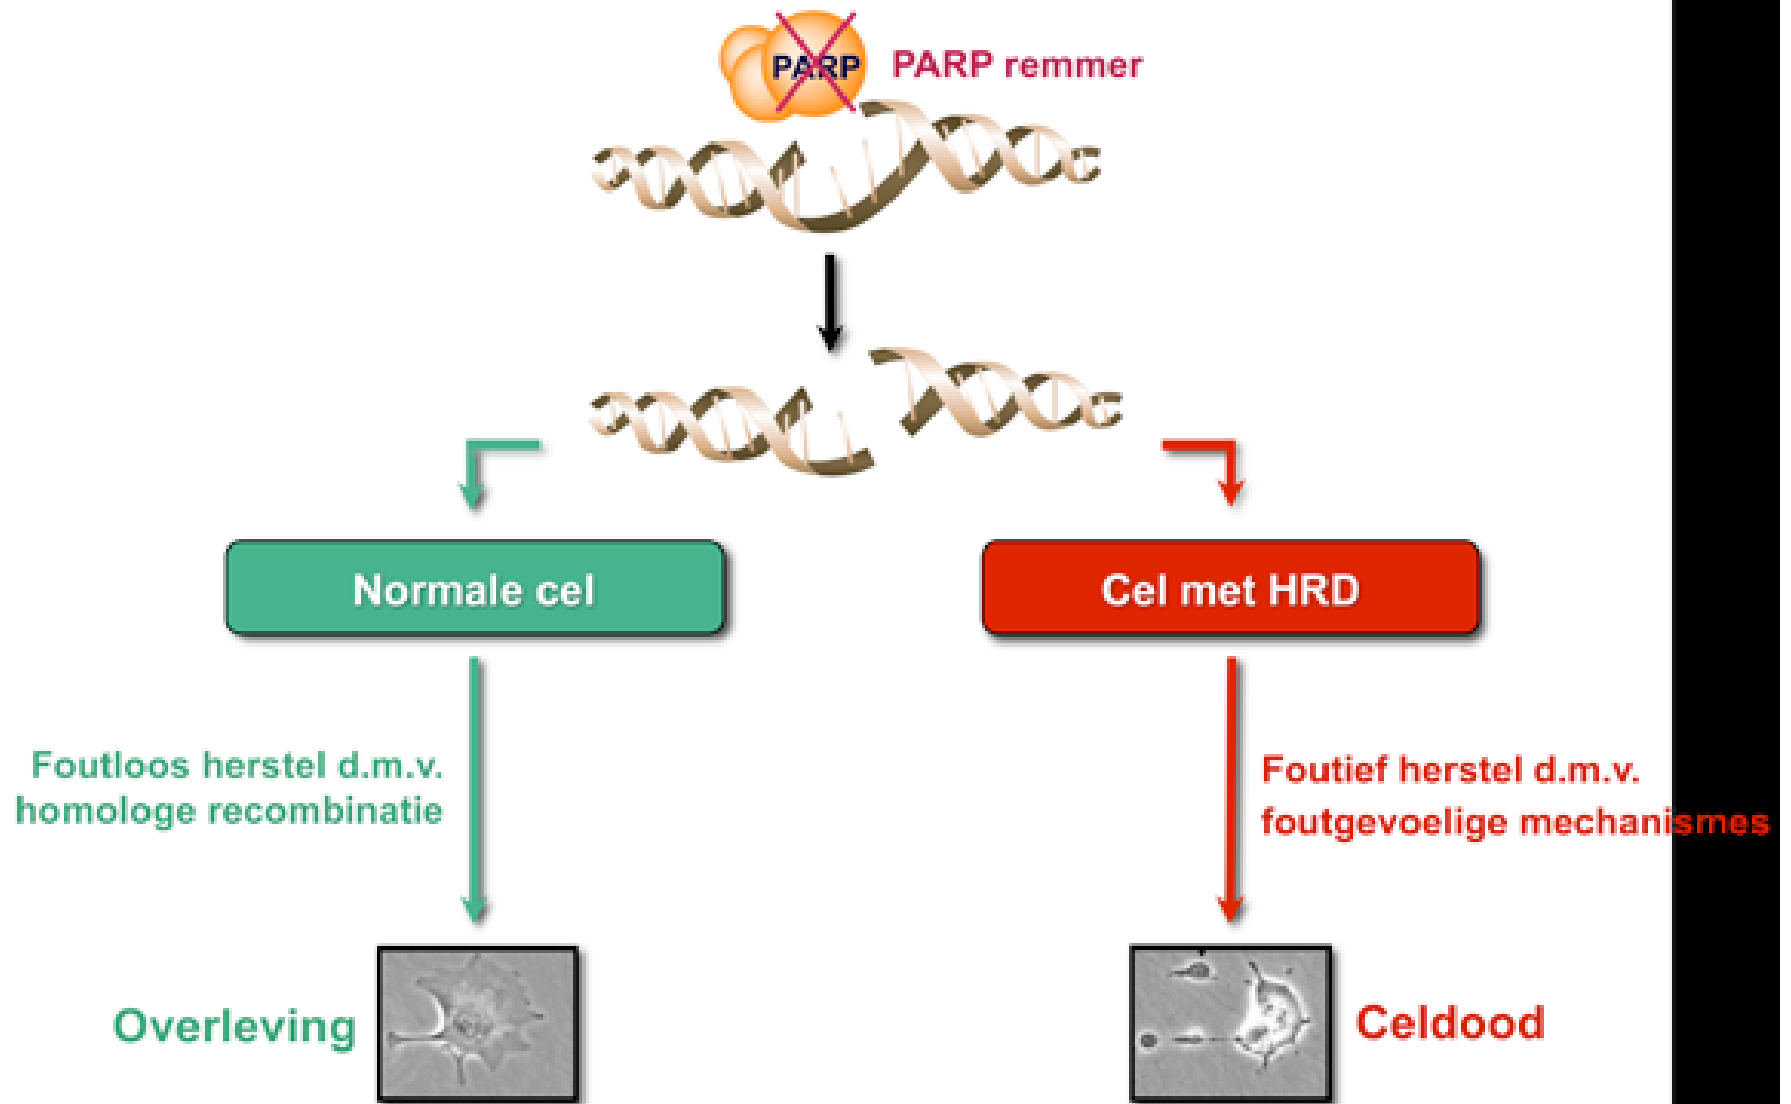 PARP
PARP remmer
Normale cel
Cel met HRD
Foutloos herstel d.m.v.
homologe recombinatie
Foutief herstel d.m.v.
foutgevoelige mechanismes
Overleving
Celdood